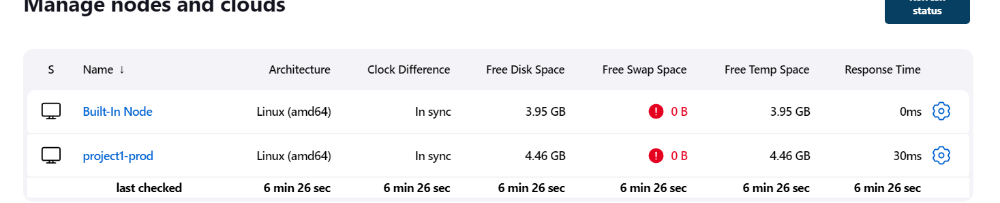 Manage nodes and clouds
status
S Name ↓ Architecture Clock Difference Free Disk Space Free Swap Space Free Temp Space Response Time
Built-In Node Linux (amd64) In sync 3.95 GB ! 0 B 3.95 GB 0ms
project1-prod Linux (amd64) In sync 4.46 GB ! 0 B 4.46 GB 30ms
last checked 6 min 26 sec 6 min 26 sec 6 min 26 sec 6 min 26 sec 6 min 26 sec 6 min 26 sec